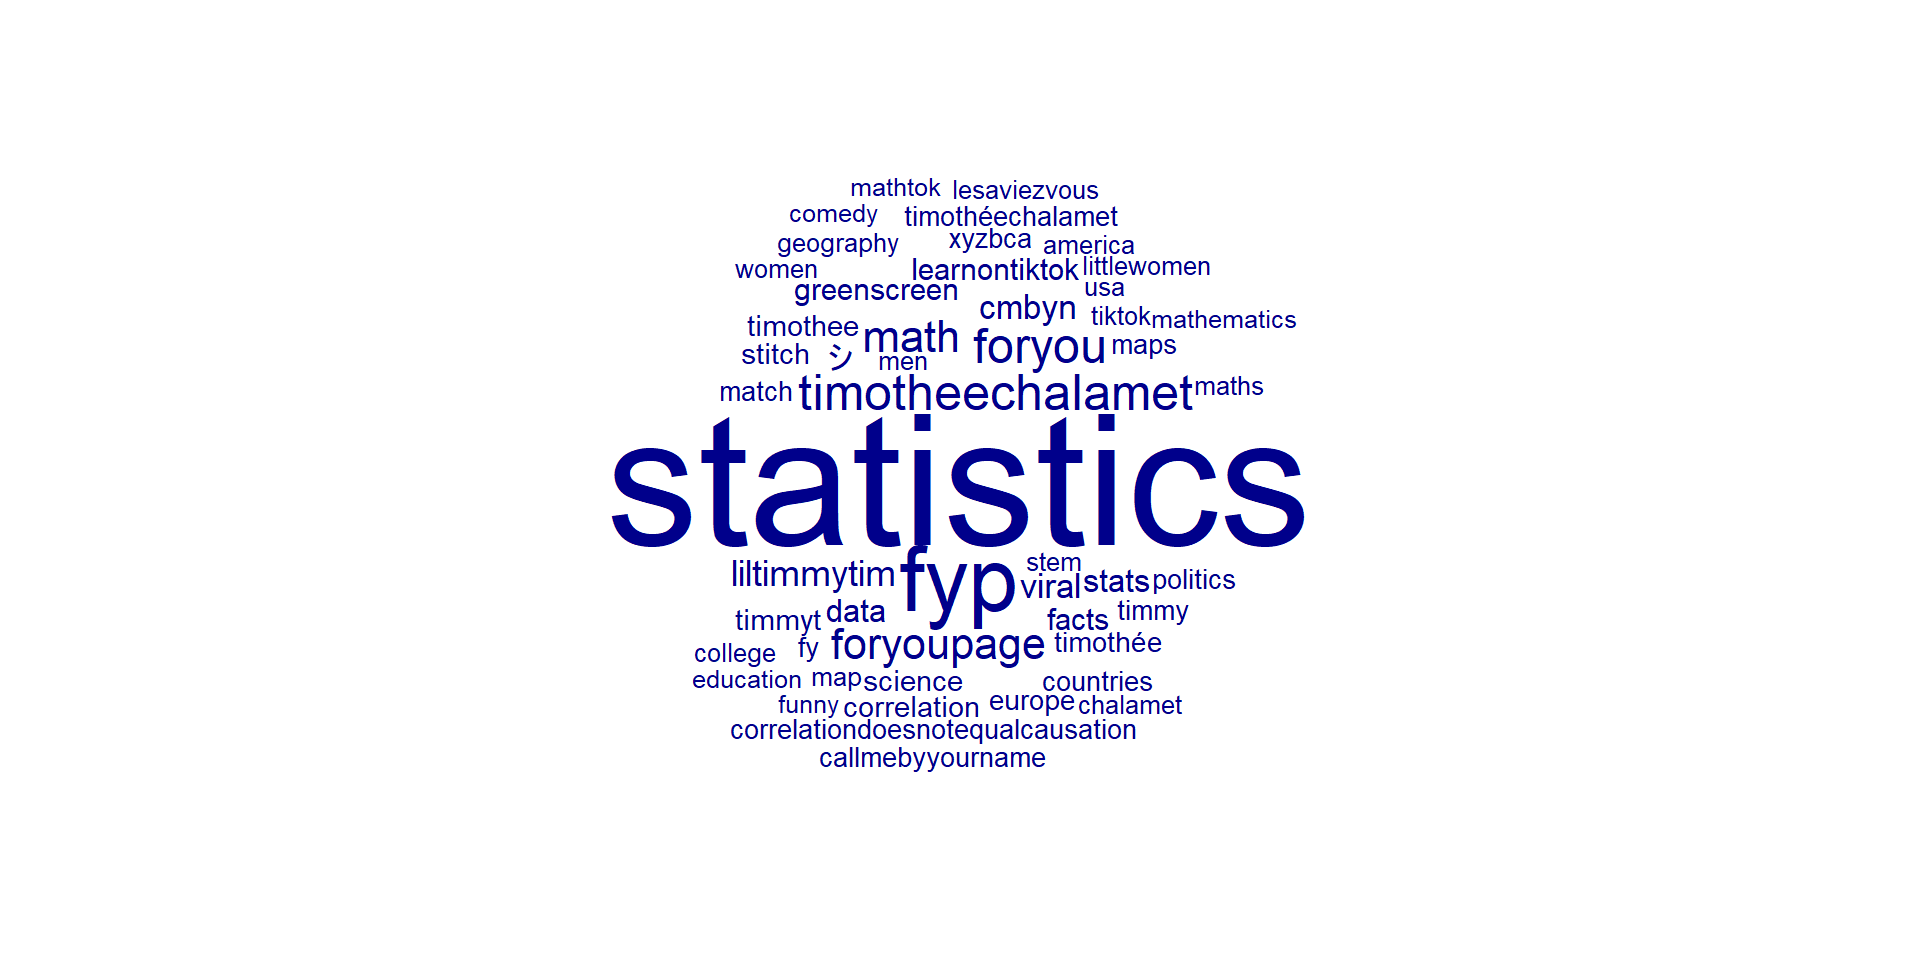 mathtok lesaviezvous
comedy timothéechalamet
geography xyzbca america
women learnontiktok littlewomen
greenscreen usa
cmbyn tiktok mathematics
timothee math foryou maps
stitch シ men
match timotheechalamet maths
statistics
liltimmytim fyp stem
viral stats politics
timmyt data facts timmy
college fy foryoupage timothée
education map science countries
funny correlation europe chalamet
correlationdoesnotequalcausation
callmebyyourname